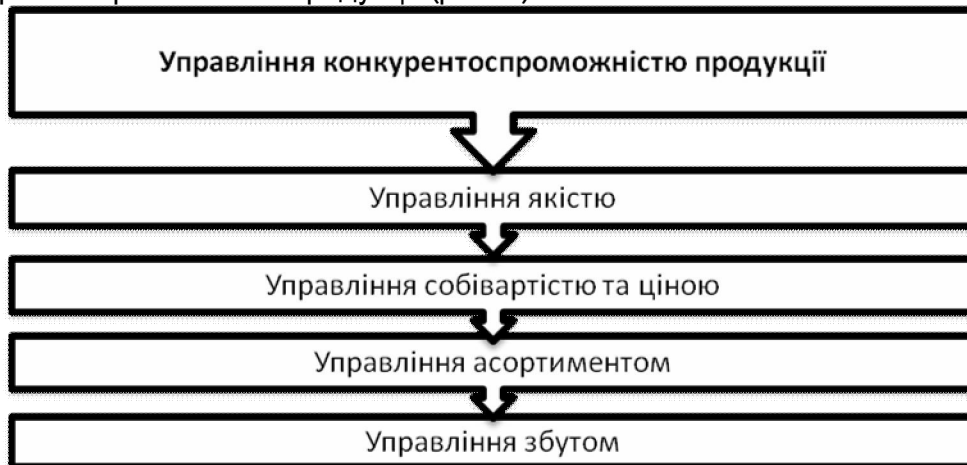 Управління конкурентоспроможністю продукції
Управління якістю
Управління собівартістю та ціною
Управління асортиментом
Управління збутом